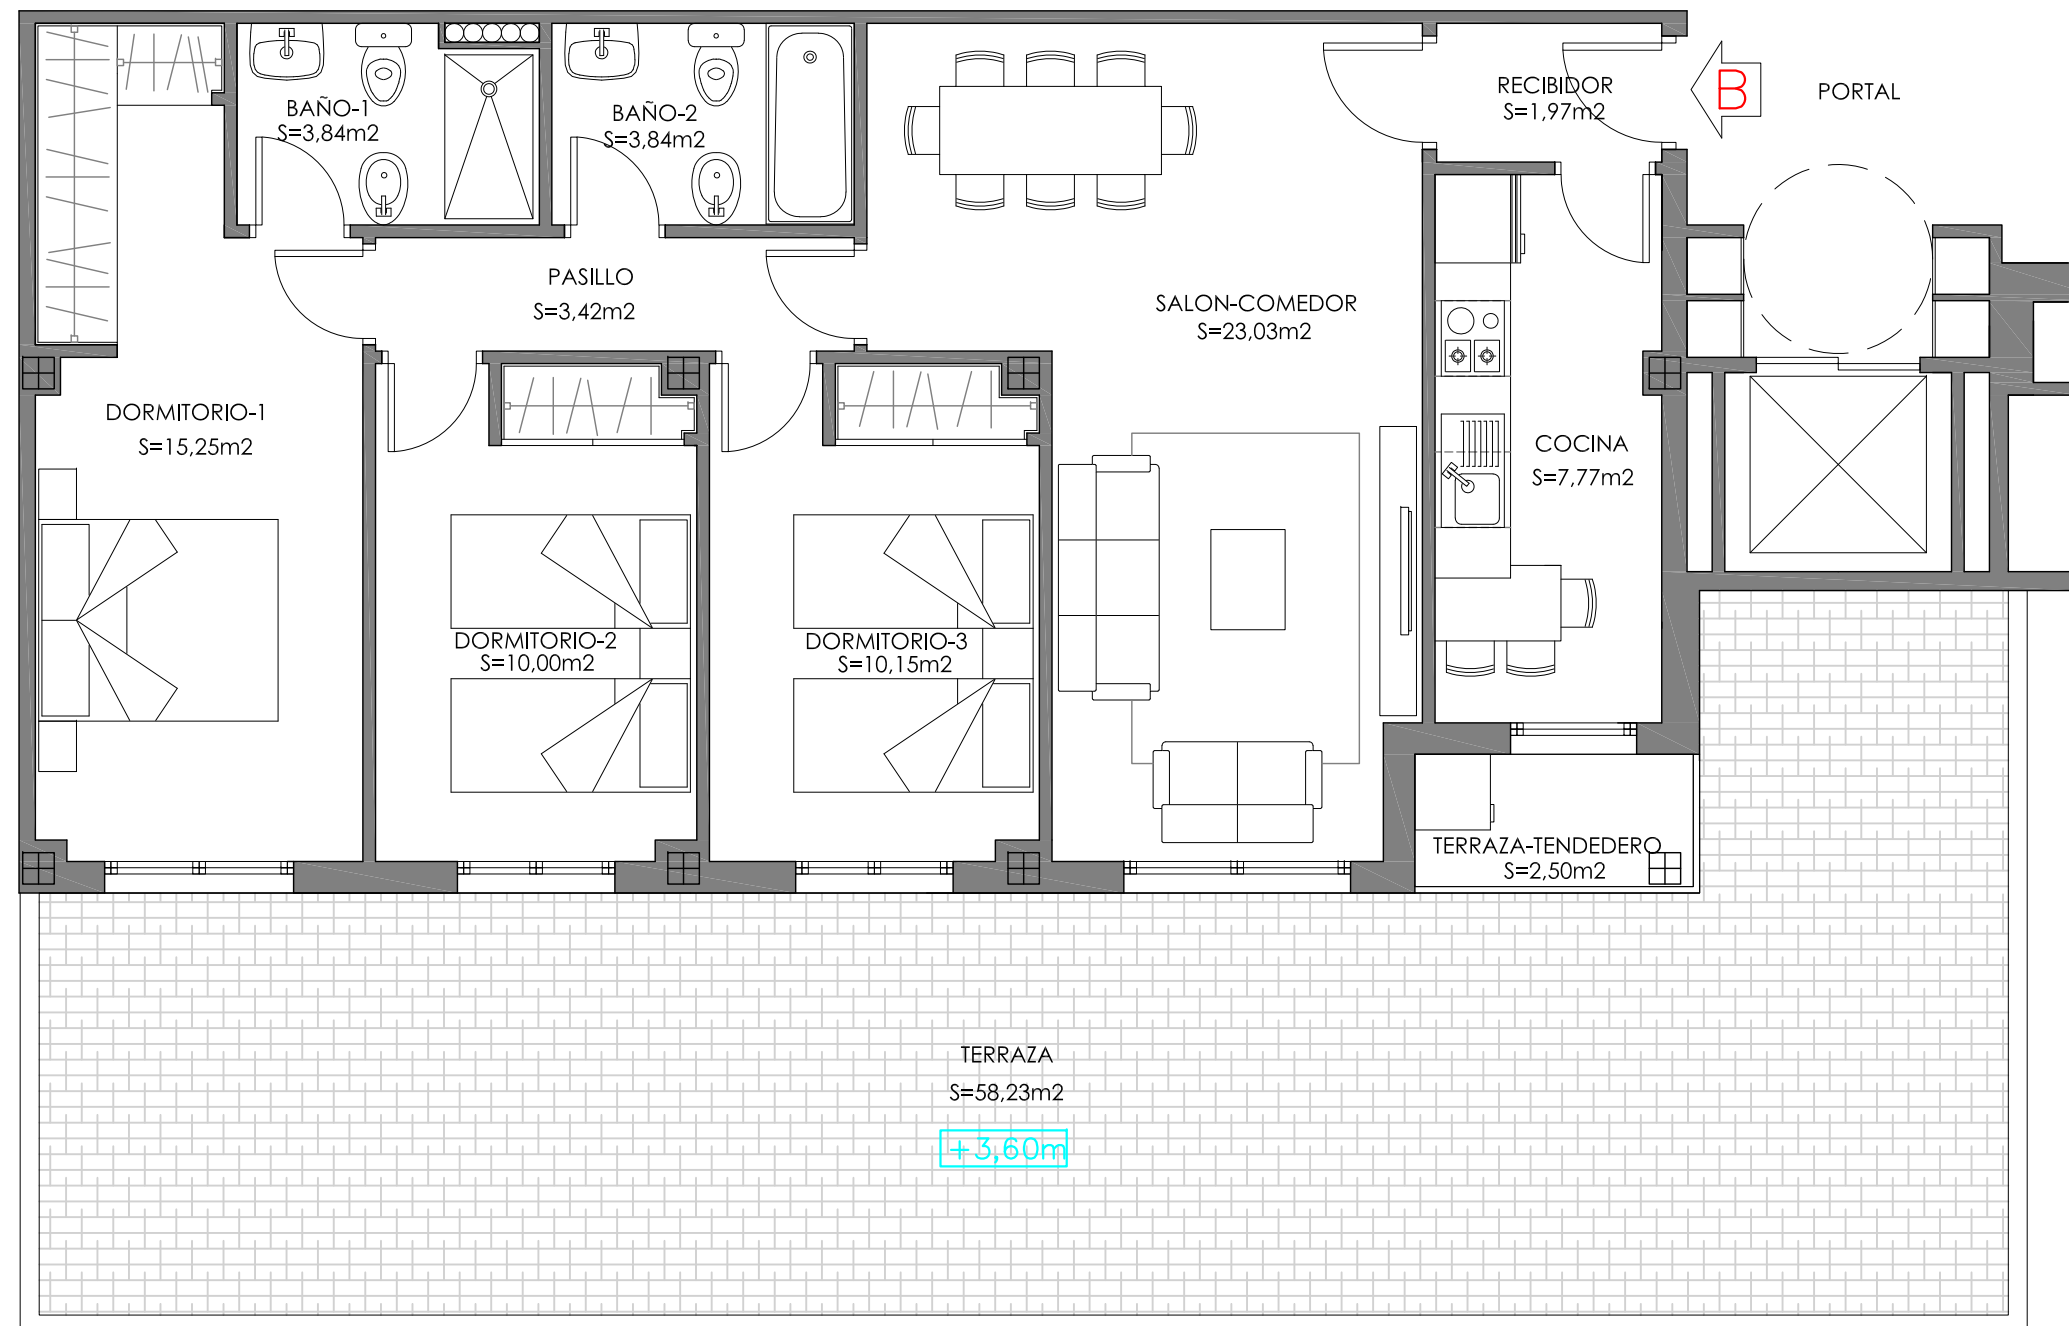 BAÑO-1
S=3,84m2
BAÑO-2
S=3,84m2
RECIBIDOR
S=1,97m2
B
PORTAL
PASILLO
S=3,42m2
SALON-COMEDOR
S=23,03m2
DORMITORIO-1
S=15,25m2
COCINA
S=7,77m2
DORMITORIO-2
S=10,00m2
DORMITORIO-3
S=10,15m2
TERRAZA-TENDEDERO
S=2,50m2
TERRAZA
S=58,23m2
+3,60m